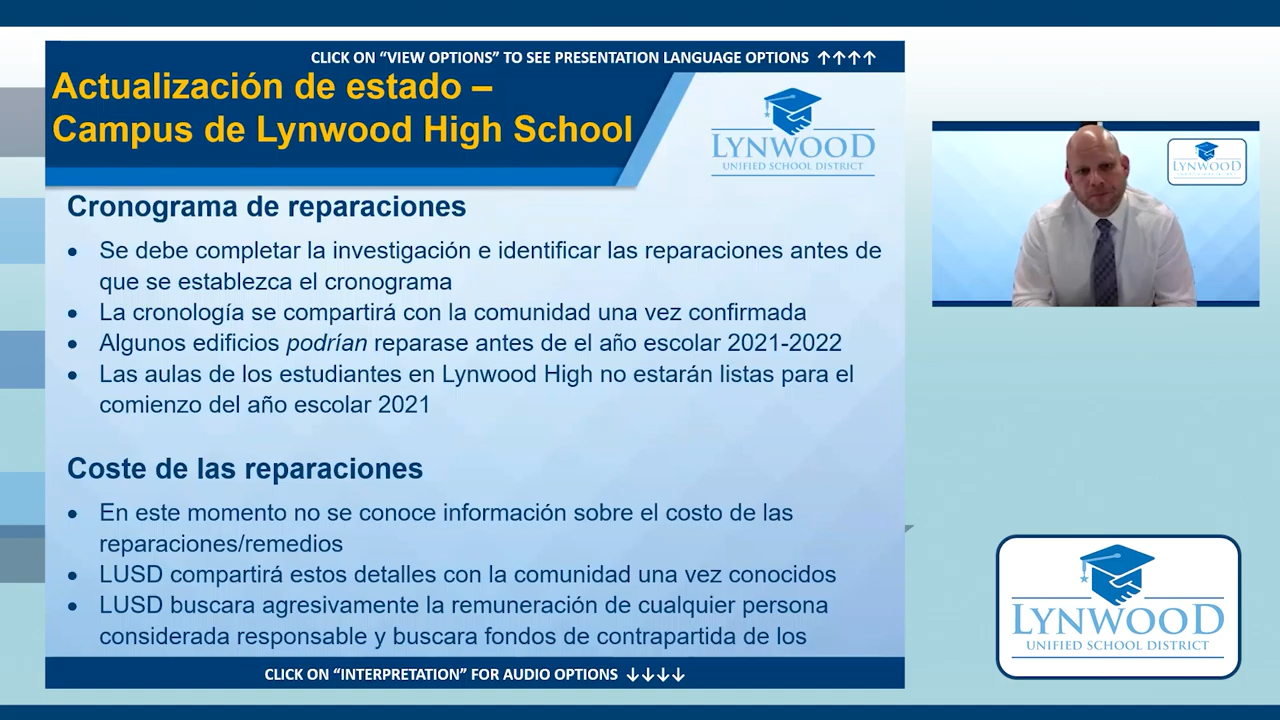 CLICK ON “VIEW OPTIONS” TO SEE PRESENTATION LANGUAGE OPTIONS ↑↑↑↑
Actualización de estado –
Campus de Lynwood High School
LYNWOOD
UNIFIED SCHOOL DISTRICT
LYNWOOD
Cronograma de reparaciones
• Se debe completar la investigación e identificar las reparaciones antes de
que se establezca el cronograma
• La cronología se compartirá con la comunidad una vez confirmada
• Algunos edificios podrían reparase antes de el año escolar 2021-2022
• Las aulas de los estudiantes en Lynwood High no estarán listas para el
comienzo del año escolar 2021
Coste de las reparaciones
• En este momento no se conoce información sobre el costo de las
reparaciones/remedios
• LUSD compartirá estos detalles con la comunidad una vez conocidos
• LUSD buscara agresivamente la remuneración de cualquier persona
considerada responsable y buscara fondos de contrapartida de los
CLICK ON “INTERPRETATION” FOR AUDIO OPTIONS ↓↓↓↓
LYNWOOD
UNIFIED SCHOOL DISTRICT